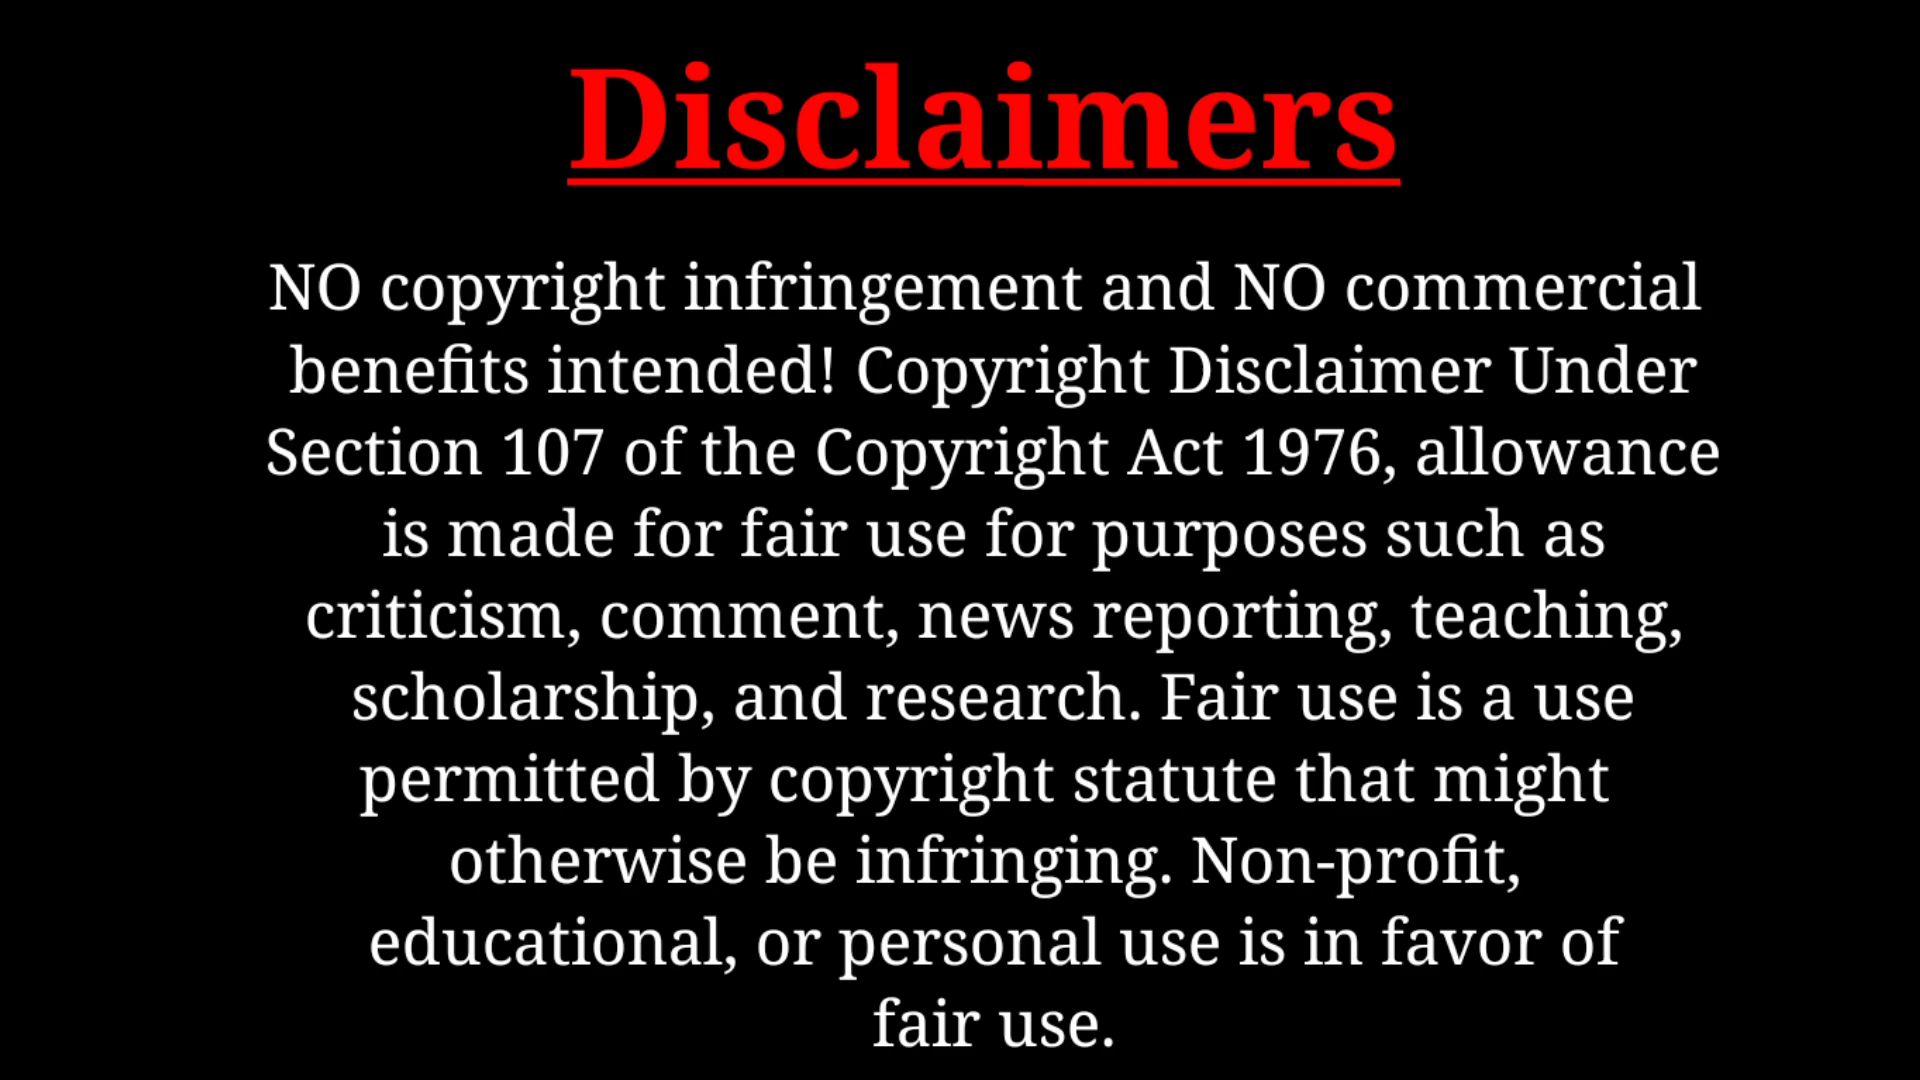 Disclaimers
NO copyright infringement and NO commercial
benefits intended! Copyright Disclaimer Under
Section 107 of the Copyright Act 1976, allowance
is made for fair use for purposes such as
criticism, comment, news reporting, teaching,
scholarship, and research. Fair use is a use
permitted by copyright statute that might
otherwise be infringing. Non-profit,
educational, or personal use is in favor of
fair use.